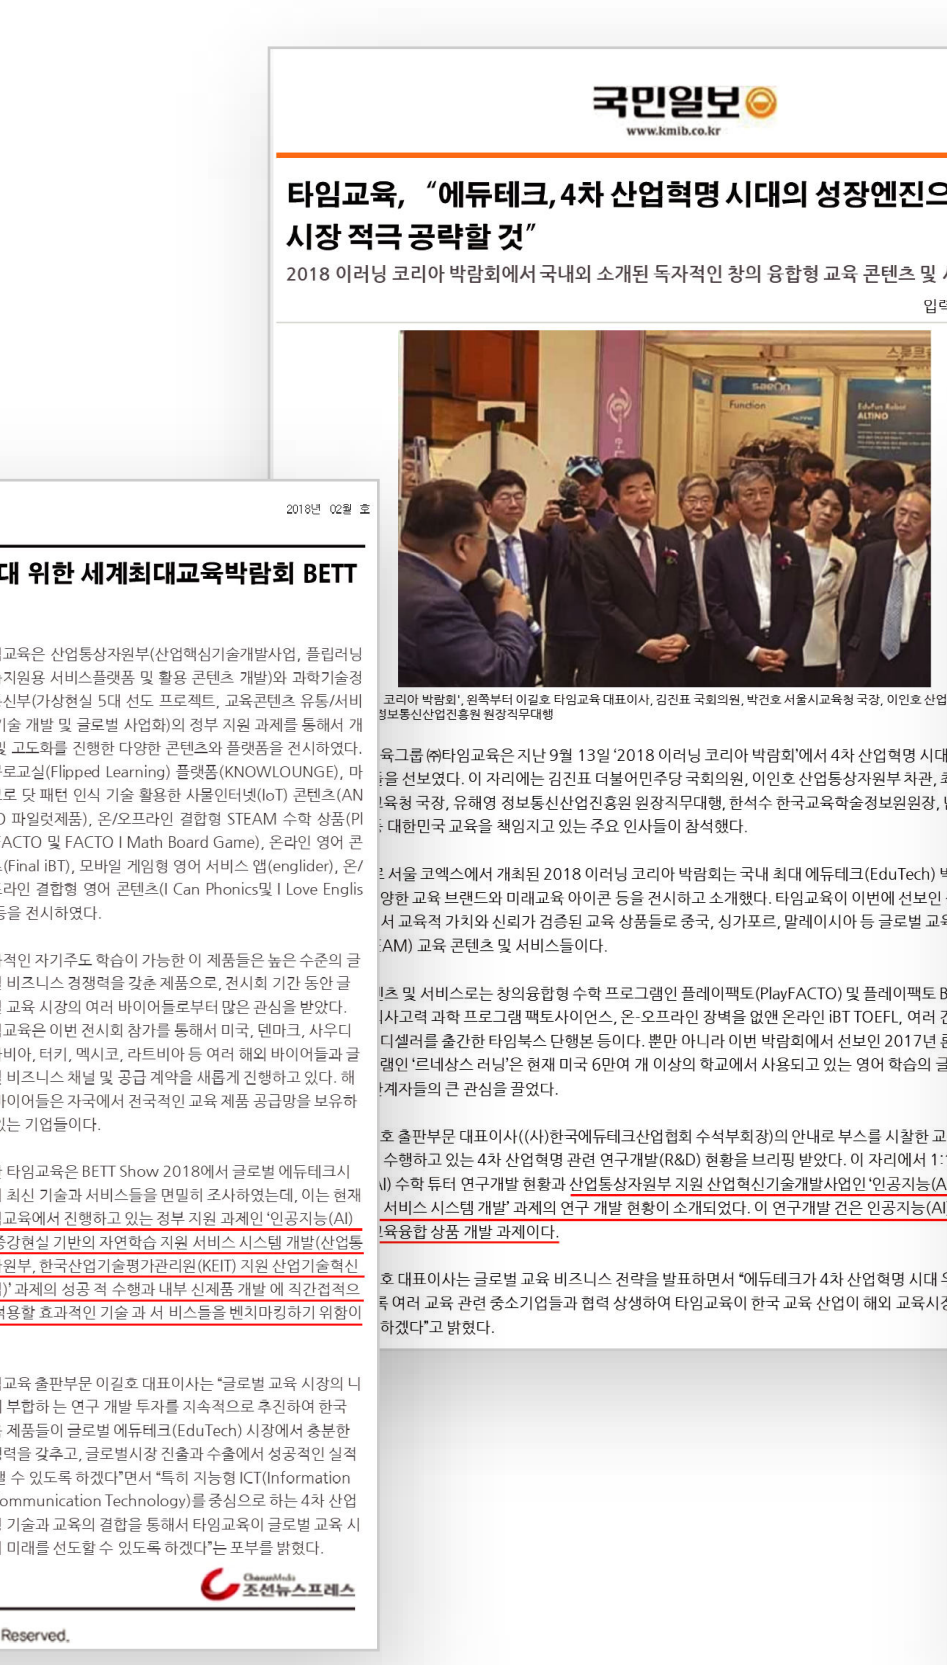 국민일보
www.kmib.co.kr
타임교육, “에듀테크, 4차 산업혁명 시대의 성장엔진으
시장 적극 공략할 것”
2018 이러닝 코리아 박람회에서 국내외 소개된 독자적인 창의 융합형 교육 콘텐츠 및
입력
saeon
Function
EduFun Robot
ALTINO
코리아 박람회', 왼쪽부터 이길호 타임교육 대표이사, 김진표 국회의원, 박건호 서울시교육청 국장, 이인호 산업
정보통신산업진흥원 원장직무대행
육그룹 ㈜타임교육은 지난 9월 13일 ‘2018 이러닝 코리아 박람회’에서 4차 산업혁명 시대
을 선보였다. 이 자리에는 김진표 더불어민주당 국회의원, 이인호 산업통상자원부 차관,
교육청 국장, 유해영 정보통신산업진흥원 원장직무대행, 한석수 한국교육학술정보원원장,
대한민국 교육을 책임지고 있는 주요 인사들이 참석했다.
서울 코엑스에서 개최된 2018 이러닝 코리아 박람회는 국내 최대 에듀테크(EduTech)
양한 교육 브랜드와 미래교육 아이콘 등을 전시하고 소개했다. 타임교육이 이번에 선보인
서 교육적 가치와 신뢰가 검증된 교육 상품들로 중국, 싱가포르, 말레이시아 등 글로벌 교육
EAM) 교육 콘텐츠 및 서비스들이다.
츠 및 서비스로는 창의융합형 수학 프로그램인 플레이팩토(PlayFACTO) 및 플레이팩토 B
사고력 과학 프로그램 팩토사이언스, 온-오프라인 장벽을 없앤 온라인 iBT TOEFL, 여러
디셀러를 출간한 타임북스 단행본 등이다. 뿐만 아니라 이번 박람회에서 선보인 2017년
램인 ‘르네상스 러닝’은 현재 미국 6만여 개 이상의 학교에서 사용되고 있는 영어 학습의
관계자들의 큰 관심을 끌었다.
호 출판부문 대표이사((사)한국에듀테크산업협회 수석부회장)의 안내로 부스를 시찰한 교
수행하고 있는 4차 산업혁명 관련 연구개발(R&D) 현황을 브리핑 받았다. 이 자리에서 1:
AI) 수학 튜터 연구개발 현황과 산업통상자원부 지원 산업혁신기술개발사업인 ‘인공지능(A
서비스 시스템 개발’ 과제의 연구 개발 현황이 소개되었다. 이 연구개발 건은 인공지능(AI)
교육융합 상품 개발 과제이다.
호 대표이사는 글로벌 교육 비즈니스 전략을 발표하면서 “에듀테크가 4차 산업혁명 시대
록 여러 교육 관련 중소기업들과 협력 상생하여 타임교육이 한국 교육 산업이 해외 교육시장
하겠다”고 밝혔다.
2018년 02월 호
대 위한 세계최대교육박람회 BETT
교육은 산업통상자원부(산업핵심기술개발사업, 플립러닝
지원용 서비스플랫폼 및 활용 콘텐츠 개발)와 과학기술정
신부(가상현실 5대 선도 프로젝트, 교육콘텐츠 유통/서비
기술 개발 및 글로벌 사업화)의 정부 지원 과제를 통해서 개
및 고도화를 진행한 다양한 콘텐츠와 플랫폼을 전시하였다.
로교실(Flipped Learning) 플랫폼(KNOWLOUNGE), 마
로 닷 패턴 인식 기술 활용한 사물인터넷(IoT) 콘텐츠(AN
O 파일럿제품), 온/오프라인 결합형 STEAM 수학 상품(Pl
FACTO 및 FACTO I Math Board Game), 온라인 영어 콘
(Final iBT), 모바일 게임형 영어 서비스 앱(englider), 온/
라인 결합형 영어 콘텐츠(I Can Phonics및 I Love Englis
등을 전시하였다.
적인 자기주도 학습이 가능한 이 제품들은 높은 수준의 글
비즈니스 경쟁력을 갖춘 제품으로, 전시회 기간 동안 글
교육 시장의 여러 바이어들로부터 많은 관심을 받았다.
교육은 이번 전시회 참가를 통해서 미국, 덴마크, 사우디
비아, 터키, 멕시코, 라트비아 등 여러 해외 바이어들과 글
비즈니스 채널 및 공급 계약을 새롭게 진행하고 있다. 해
바이어들은 자국에서 전국적인 교육 제품 공급망을 보유하
있는 기업들이다.
타임교육은 BETT Show 2018에서 글로벌 에듀테크시
최신 기술과 서비스들을 면밀히 조사하였는데, 이는 현재
교육에서 진행하고 있는 정부 지원 과제인 ‘인공지능(AI)
증강현실 기반의 자연학습 지원 서비스 시스템 개발(산업통
원부, 한국산업기술평가관리원(KEIT) 지원 산업기술혁신
)’ 과제의 성공 적 수행과 내부 신제품 개발 에 직간접적으
적용할 효과적인 기술 과 서 비스들을 벤치마킹하기 위함이
교육 출판부문 이길호 대표이사는 “글로벌 교육 시장의 니
부합하 는 연구 개발 투자를 지속적으로 추진하여 한국
제품들이 글로벌 에듀테크(EduTech) 시장에서 충분한
력을 갖추고, 글로벌시장 진출과 수출에서 성공적인 실적
낼 수 있도록 하겠다”면서 “특히 지능형 ICT(Information
ommunication Technology)를 중심으로 하는 4차 산업
기술과 교육의 결합을 통해서 타임교육이 글로벌 교육 시
미래를 선도할 수 있도록 하겠다”는 포부를 밝혔다.
ChosunMedia
조선뉴스프레스
Reserved.